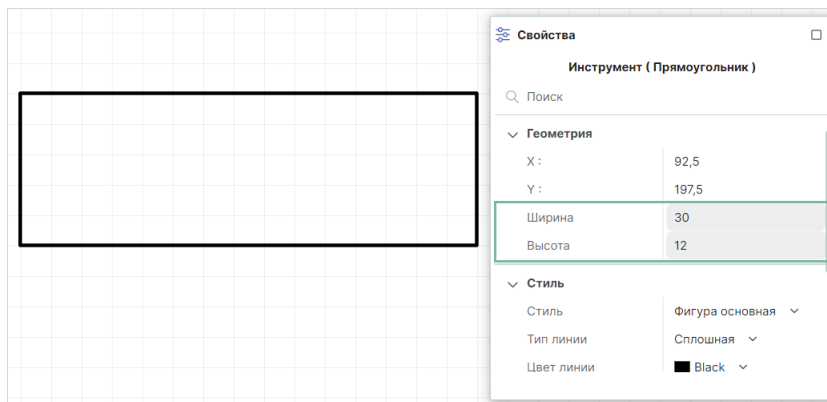 Свойства
Инструмент ( Прямоугольник )
Поиск
Геометрия
X : 92,5
Y : 197,5
Ширина 30
Высота 12
Стиль
Стиль Фигура основная
Тип линии Сплошная
Цвет линии Black